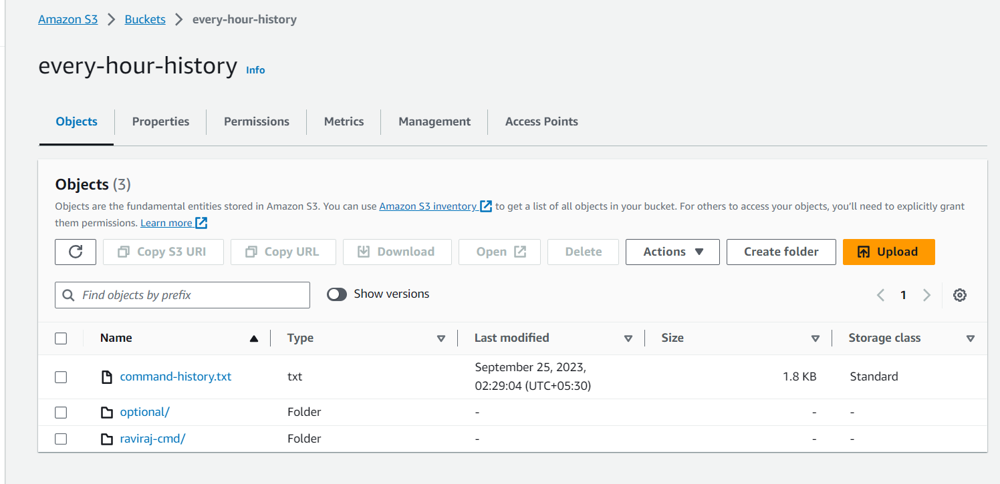 Amazon S3 > Buckets > every-hour-history
every-hour-history Info
Objects Properties Permissions Metrics Management Access Points
Objects (3)
Objects are the fundamental entities stored in Amazon S3. You can use Amazon S3 inventory to get a list of all objects in your bucket. For others to access your objects, you’ll need to explicitly grant
them permissions. Learn more
Copy S3 URI Copy URL Download Open Delete Actions Create folder Upload
Find objects by prefix Show versions 1
Name Type Last modified Size Storage class
command-history.txt txt September 25, 2023, 1.8 KB Standard
02:29:04 (UTC+05:30)
optional/ Folder - - -
raviraj-cmd/ Folder - - -